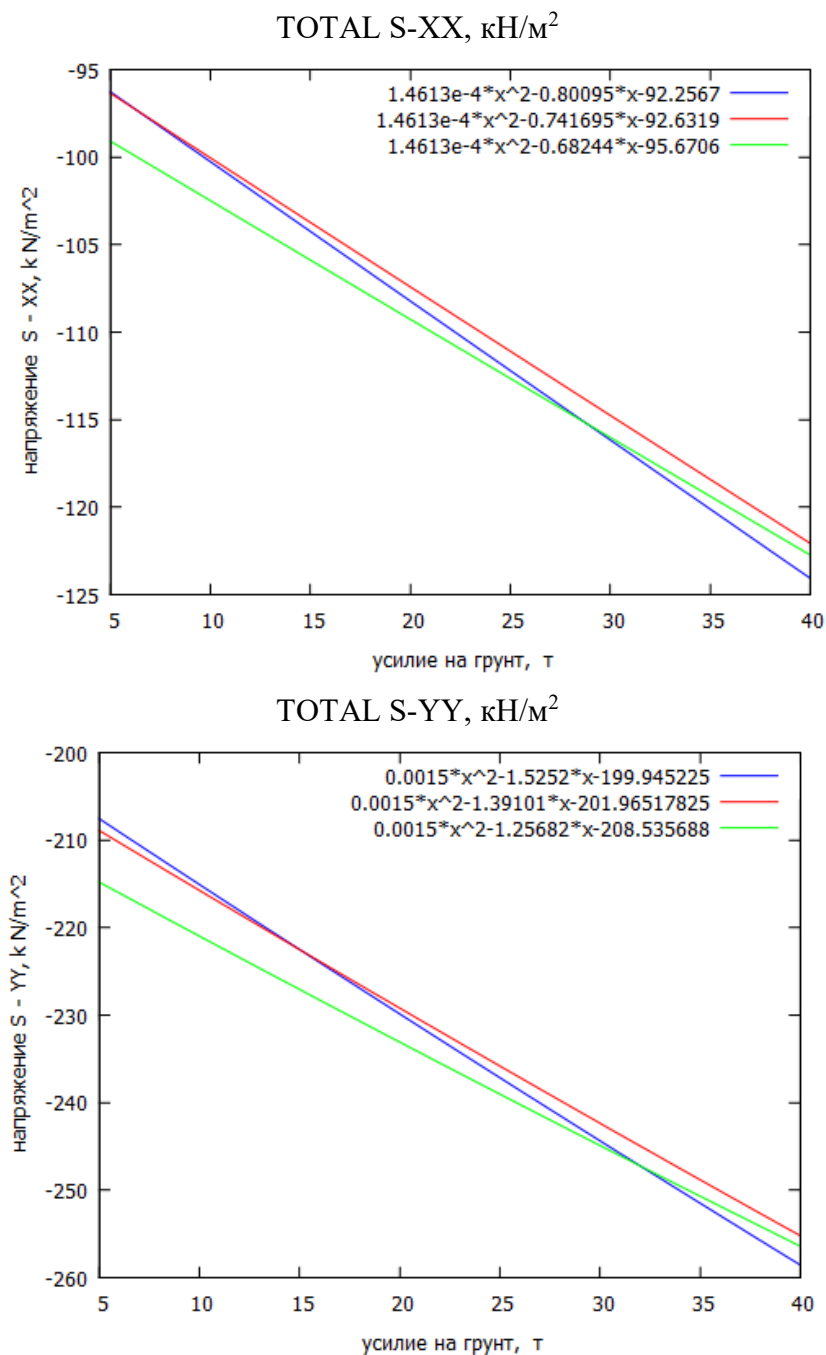 TOTAL S-XX, кН/м²
-95
-100
-105
-110
-115
-120
-125
напряжение S - XX, k N/m^2
1.4613e-4*x^2-0.80095*x-92.2567
1.4613e-4*x^2-0.741695*x-92.6319
1.4613e-4*x^2-0.68244*x-95.6706
5 10 15 20 25 30 35 40
усилие на грунт, т
TOTAL S-YY, кН/м²
-200
-210
-220
-230
-240
-250
-260
напряжение S - YY, k N/m^2
0.0015*x^2-1.5252*x-199.945225
0.0015*x^2-1.39101*x-201.96517825
0.0015*x^2-1.25682*x-208.535688
5 10 15 20 25 30 35 40
усилие на грунт, т